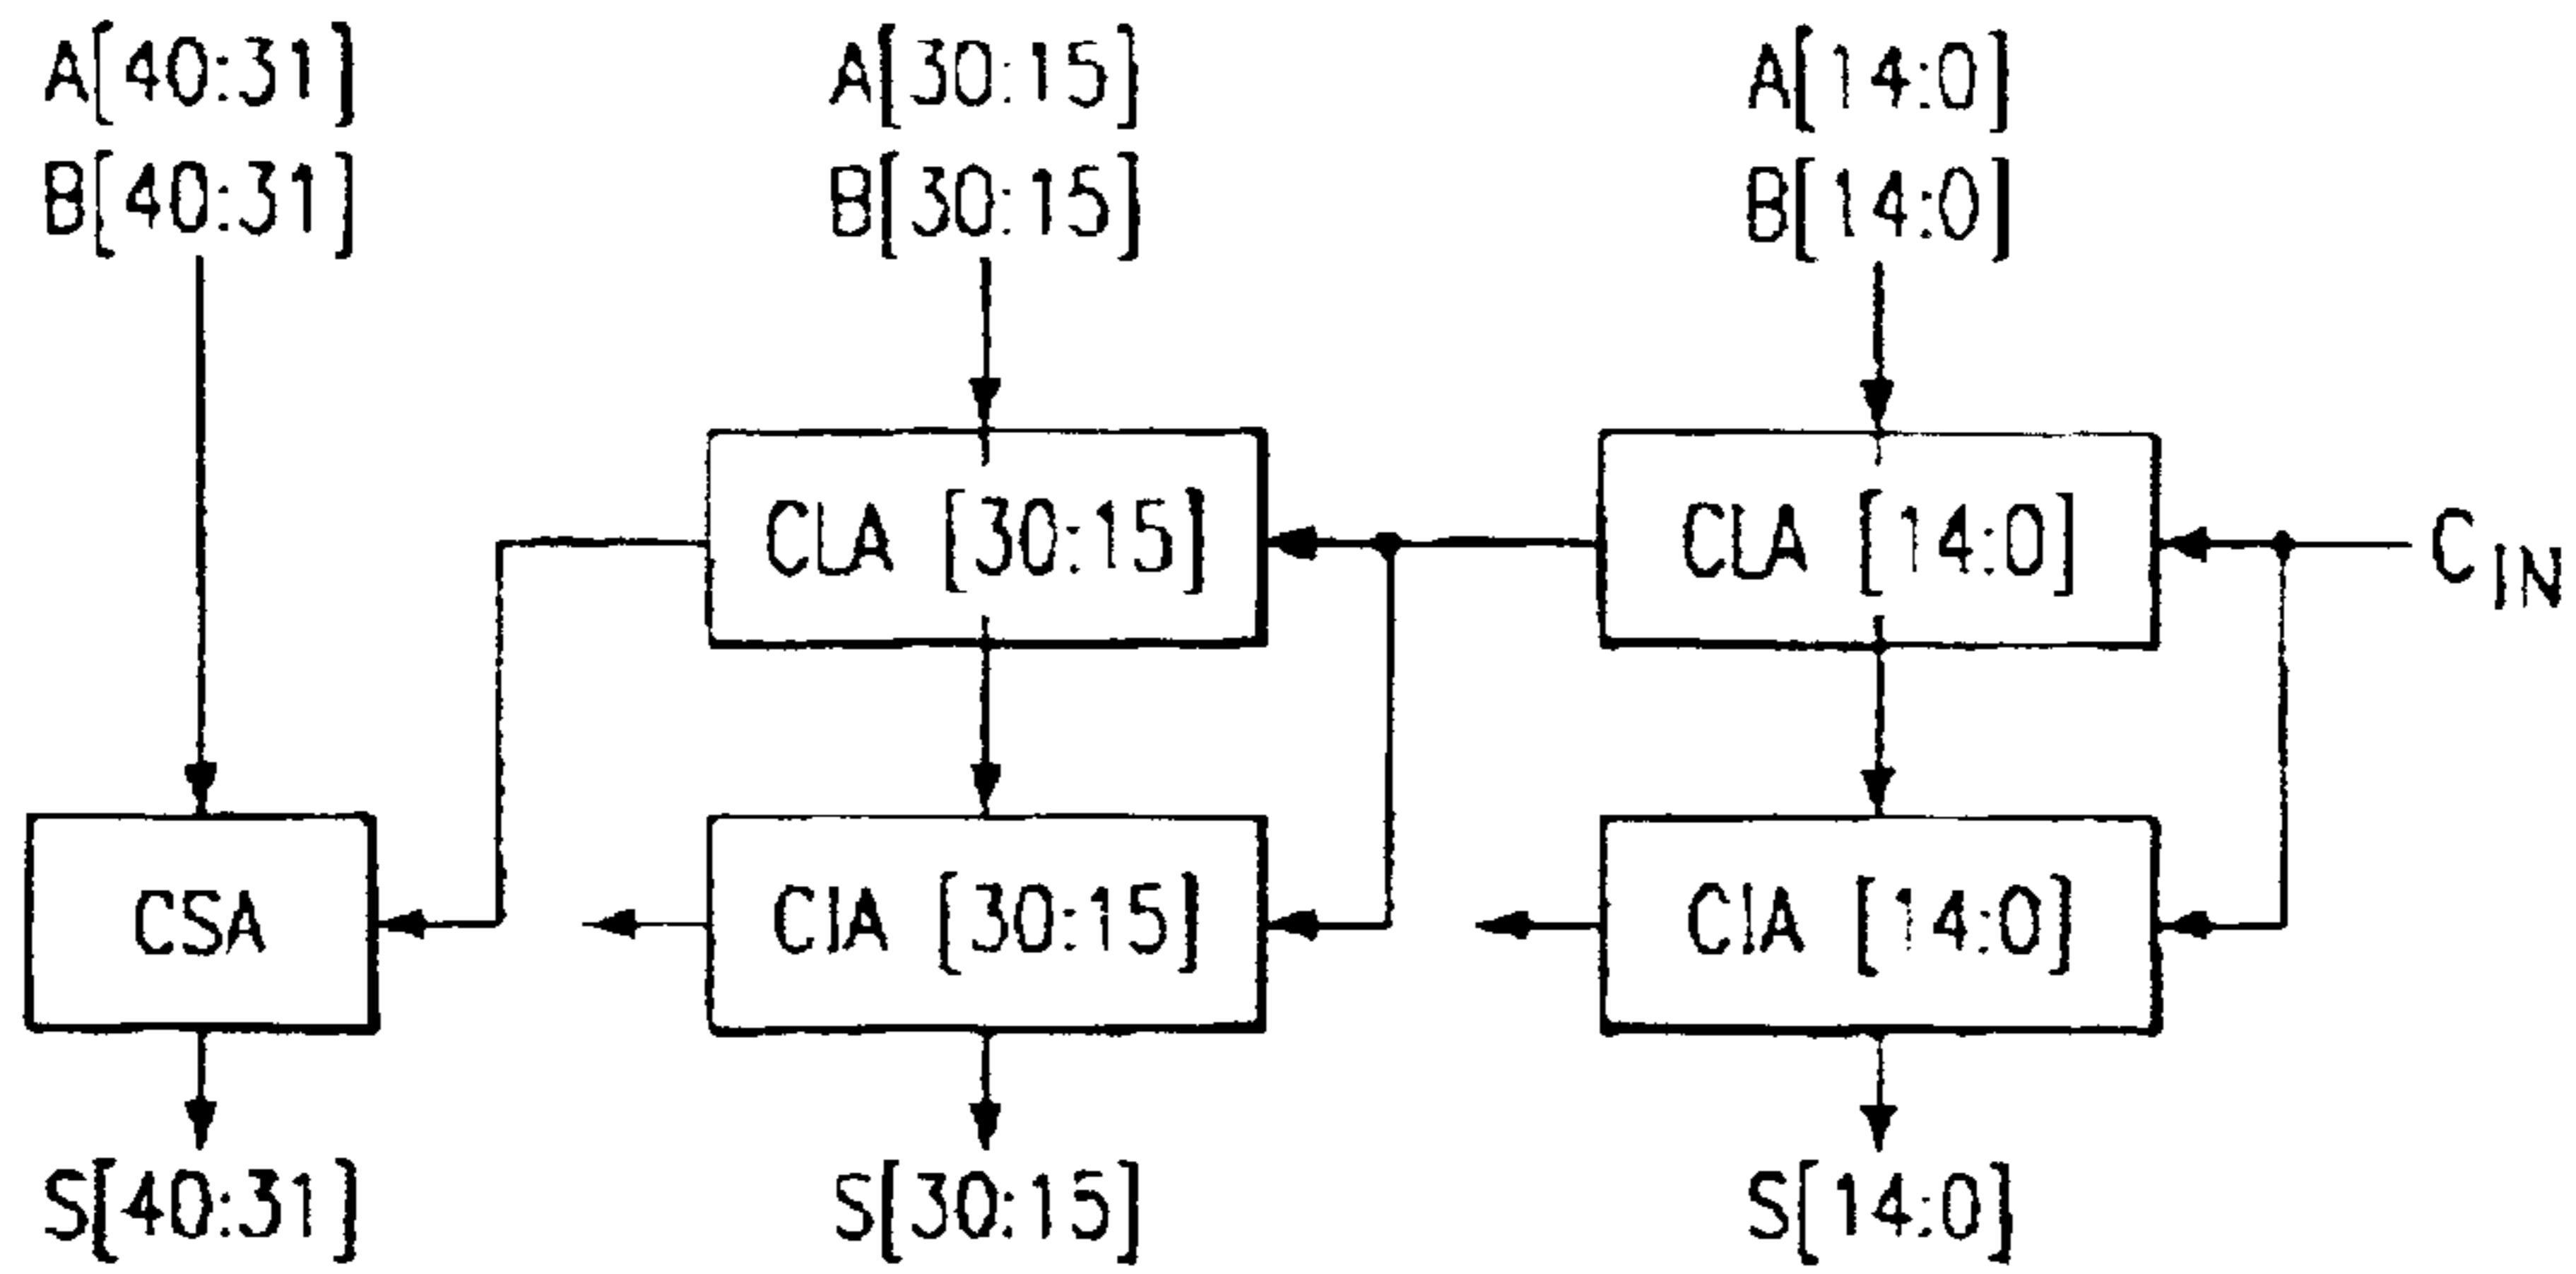 A[40:31] A[30:15] A[14:0]
B[40:31] B[30:15] B[14:0]
CLA [30:15] CLA [14:0] C_IN
CSA CIA [30:15] CIA [14:0]
S[40:31] S[30:15] S[14:0]